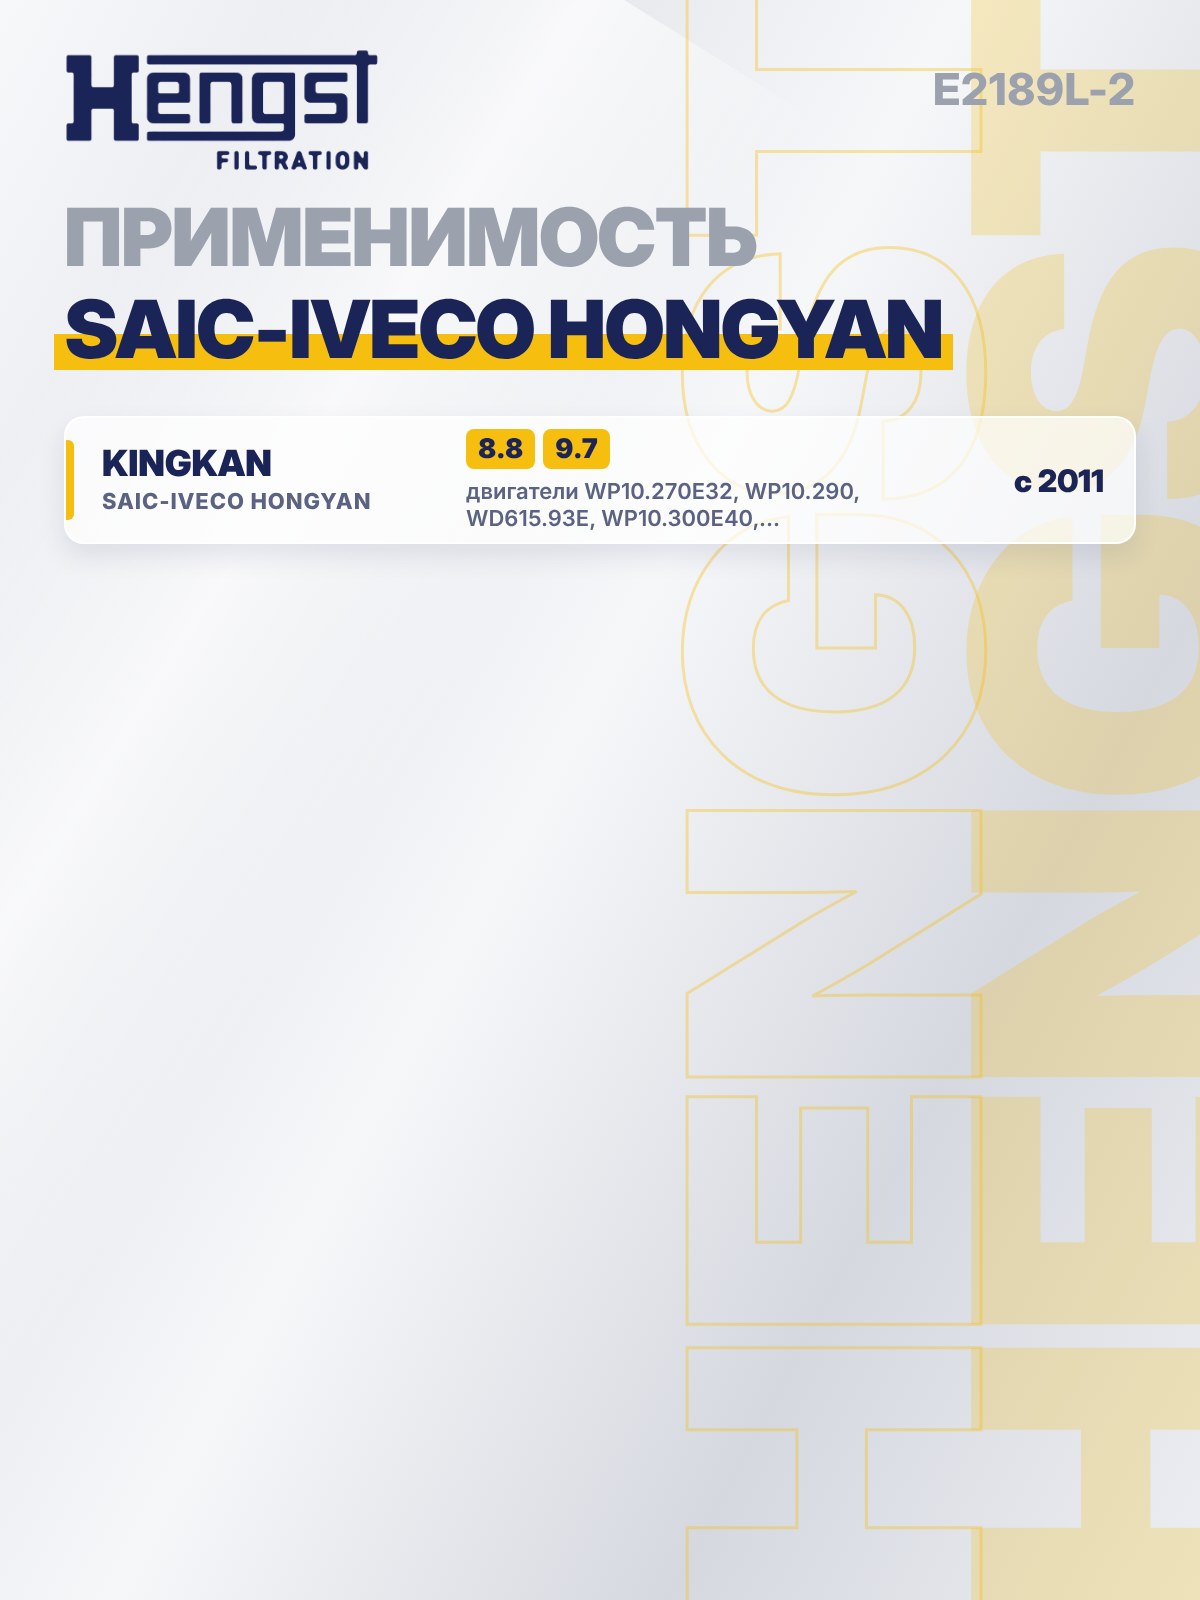 Hengst
FILTRATION
E2189L-2
ПРИМЕНИМОСТЬ
SAIC-IVECO HONGYAN
KINGKAN
SAIC-IVECO HONGYAN
8.8 9.7
двигатели WP10.270E32, WP10.290,
WD615.93E, WP10.300E40,...
с 2011
HENGST
HENGST